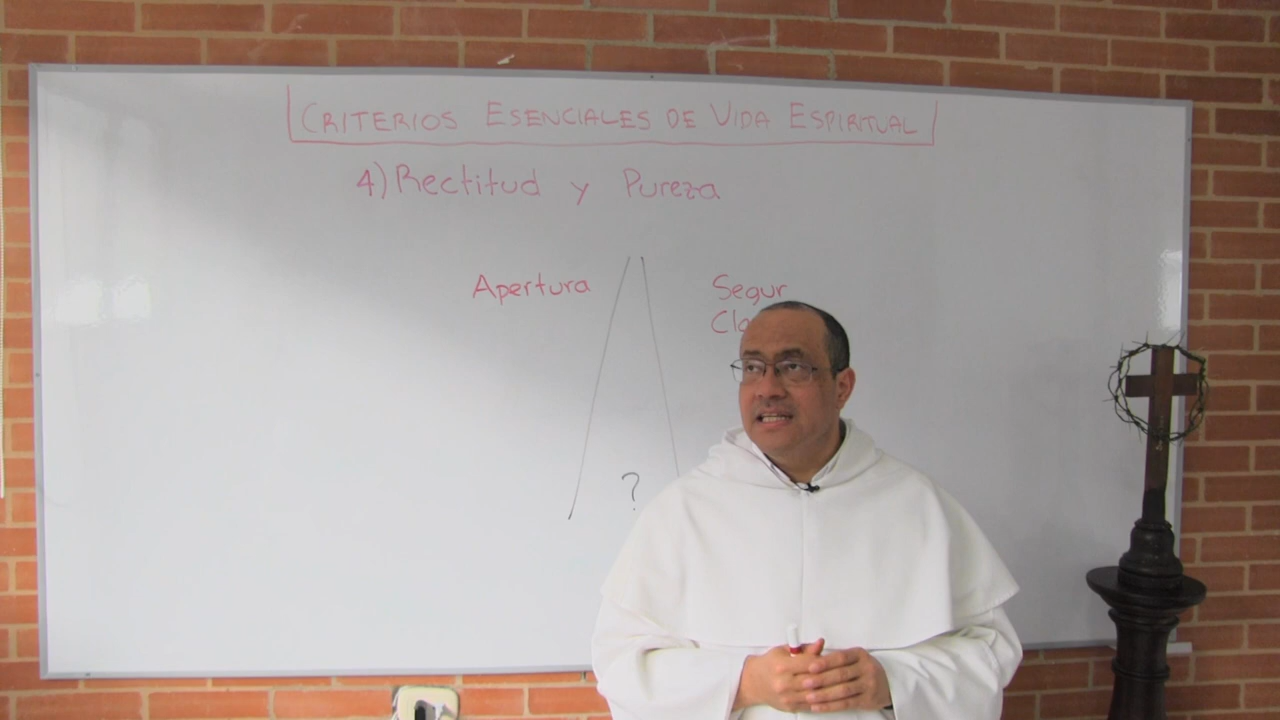 CRITERIOS ESENCIALES DE VIDA ESPIRITUAL
4) Rectitud y Pureza
Apertura
Segur
?